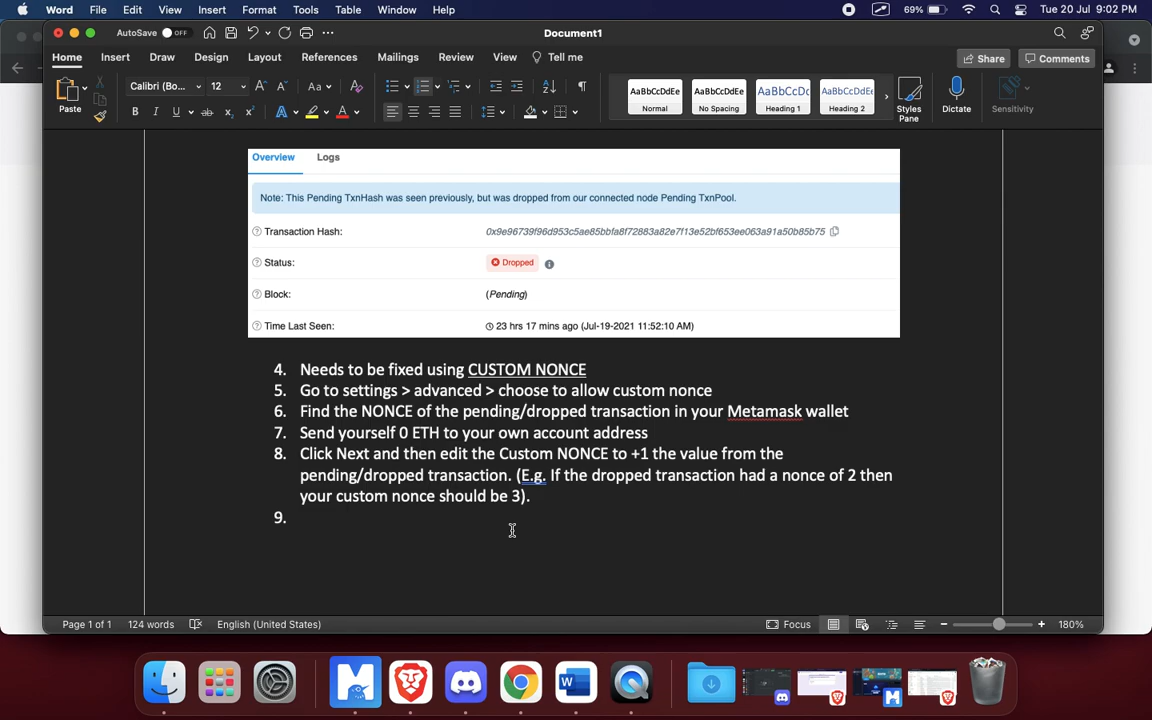 Word File Edit View Insert Format Tools Table Window Help 69% Tue 20 Jul 9:02 PM
AutoSave OFF Document1
Home Insert Draw Design Layout References Mailings Review View Tell me Share Comments
Paste Calibri (Bo... 12 Normal No Spacing Heading 1 Heading 2 Styles Pane Dictate Sensitivity
Overview Logs
Note: This Pending TxnHash was seen previously, but was dropped from our connected node Pending TxnPool.
Transaction Hash: 0x9e96739f96d953c5ae85bbfa8f72883a82e7f13e52bf653ee063a91a50b85b75
Status: Dropped
Block: (Pending)
Time Last Seen: 23 hrs 17 mins ago (Jul-19-2021 11:52:10 AM)
4. Needs to be fixed using CUSTOM NONCE
5. Go to settings > advanced > choose to allow custom nonce
6. Find the NONCE of the pending/dropped transaction in your Metamask wallet
7. Send yourself 0 ETH to your own account address
8. Click Next and then edit the Custom NONCE to +1 the value from the
pending/dropped transaction. (E.g. If the dropped transaction had a nonce of 2 then
your custom nonce should be 3).
9.
Page 1 of 1 124 words English (United States) Focus 180%